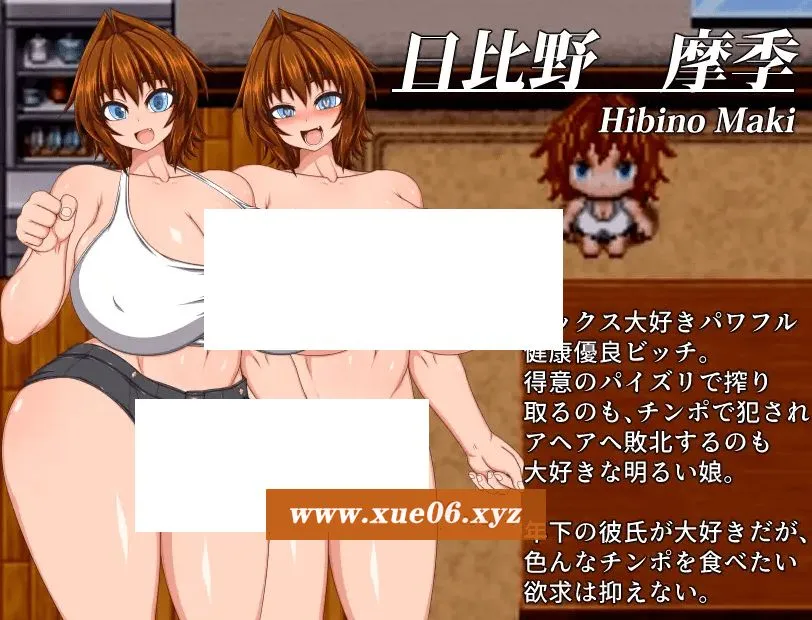 日比野 摩季
Hibino Maki
ックス大好きパワフル
健康優良ビッチ。
得意のパイズリで搾り
取るのも、チンポで犯され
アヘアヘ敗北するのも
大好きな明るい娘。
www.xue06.xyz
年下の彼氏が大好きだが、
色んなチンポを食べたい
欲求は抑えない。